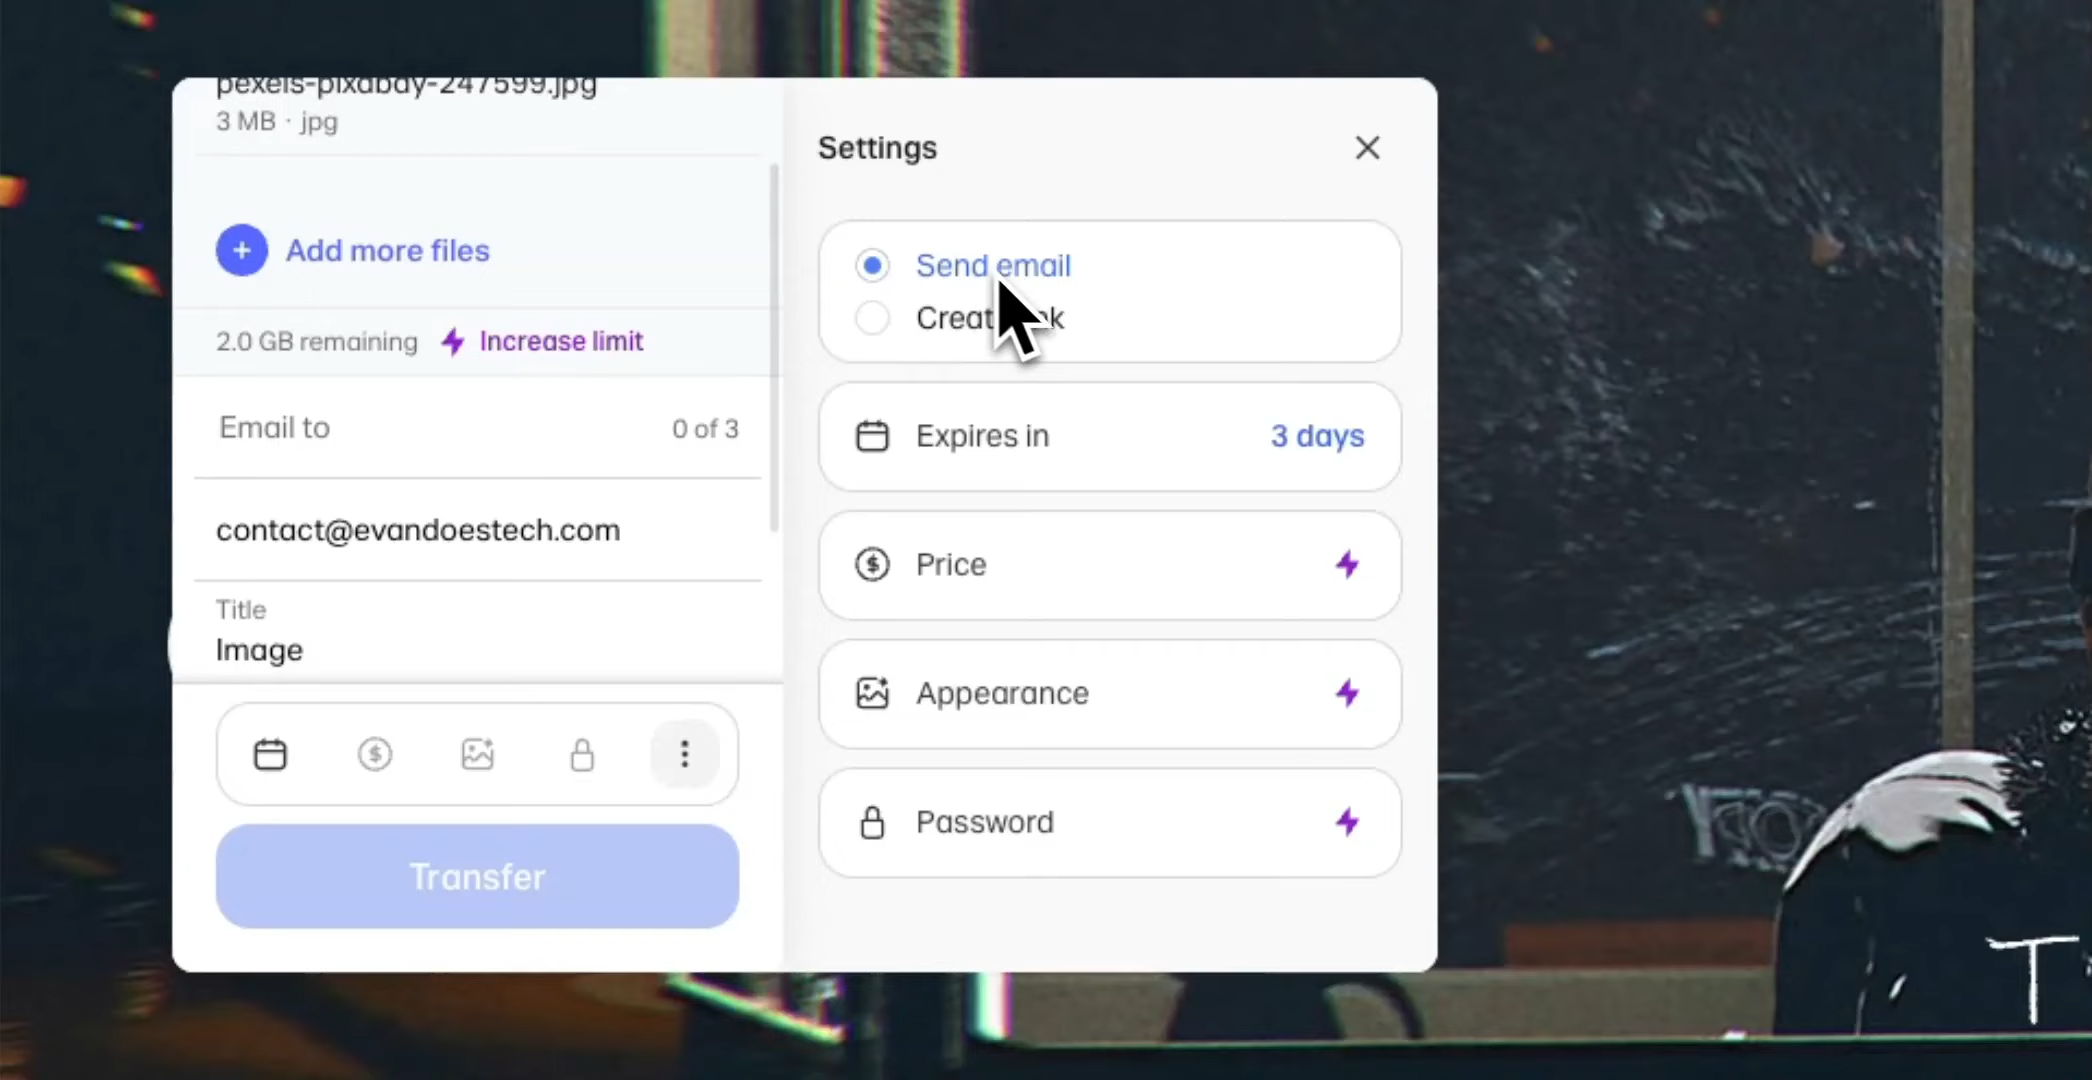 pexels-pixabay-247599.jpg
3 MB · jpg
Add more files
2.0 GB remaining Increase limit
Email to 0 of 3
contact@evandoestech.com
Title
Image
Transfer
Settings
Send email
Expires in 3 days
Price
Appearance
Password
T